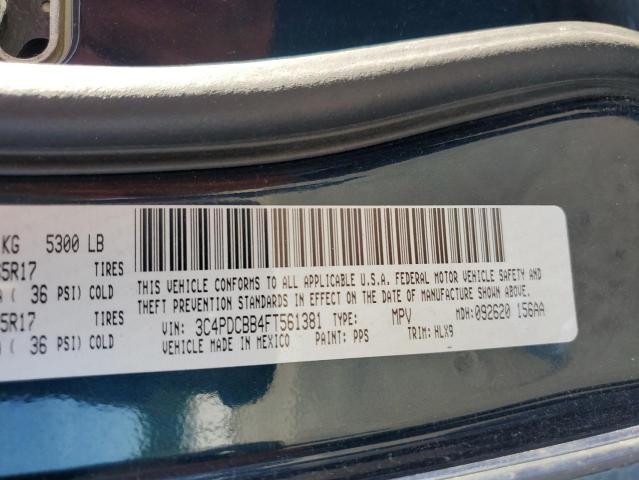 KG 5300 LB
5R17 TIRES
( 36 PSI) COLD
5R17 TIRES
( 36 PSI) COLD
THIS VEHICLE CONFORMS TO ALL APPLICABLE U.S.A. FEDERAL MOTOR VEHICLE SAFETY AND
THEFT PREVENTION STANDARDS IN EFFECT ON THE DATE OF MANUFACTURE SHOWN ABOVE.
VIN: 3C4PDCBB4FT561381 TYPE: MPV MDH:092620 156AA
VEHICLE MADE IN MEXICO PAINT: PPS TRIM: HLX9